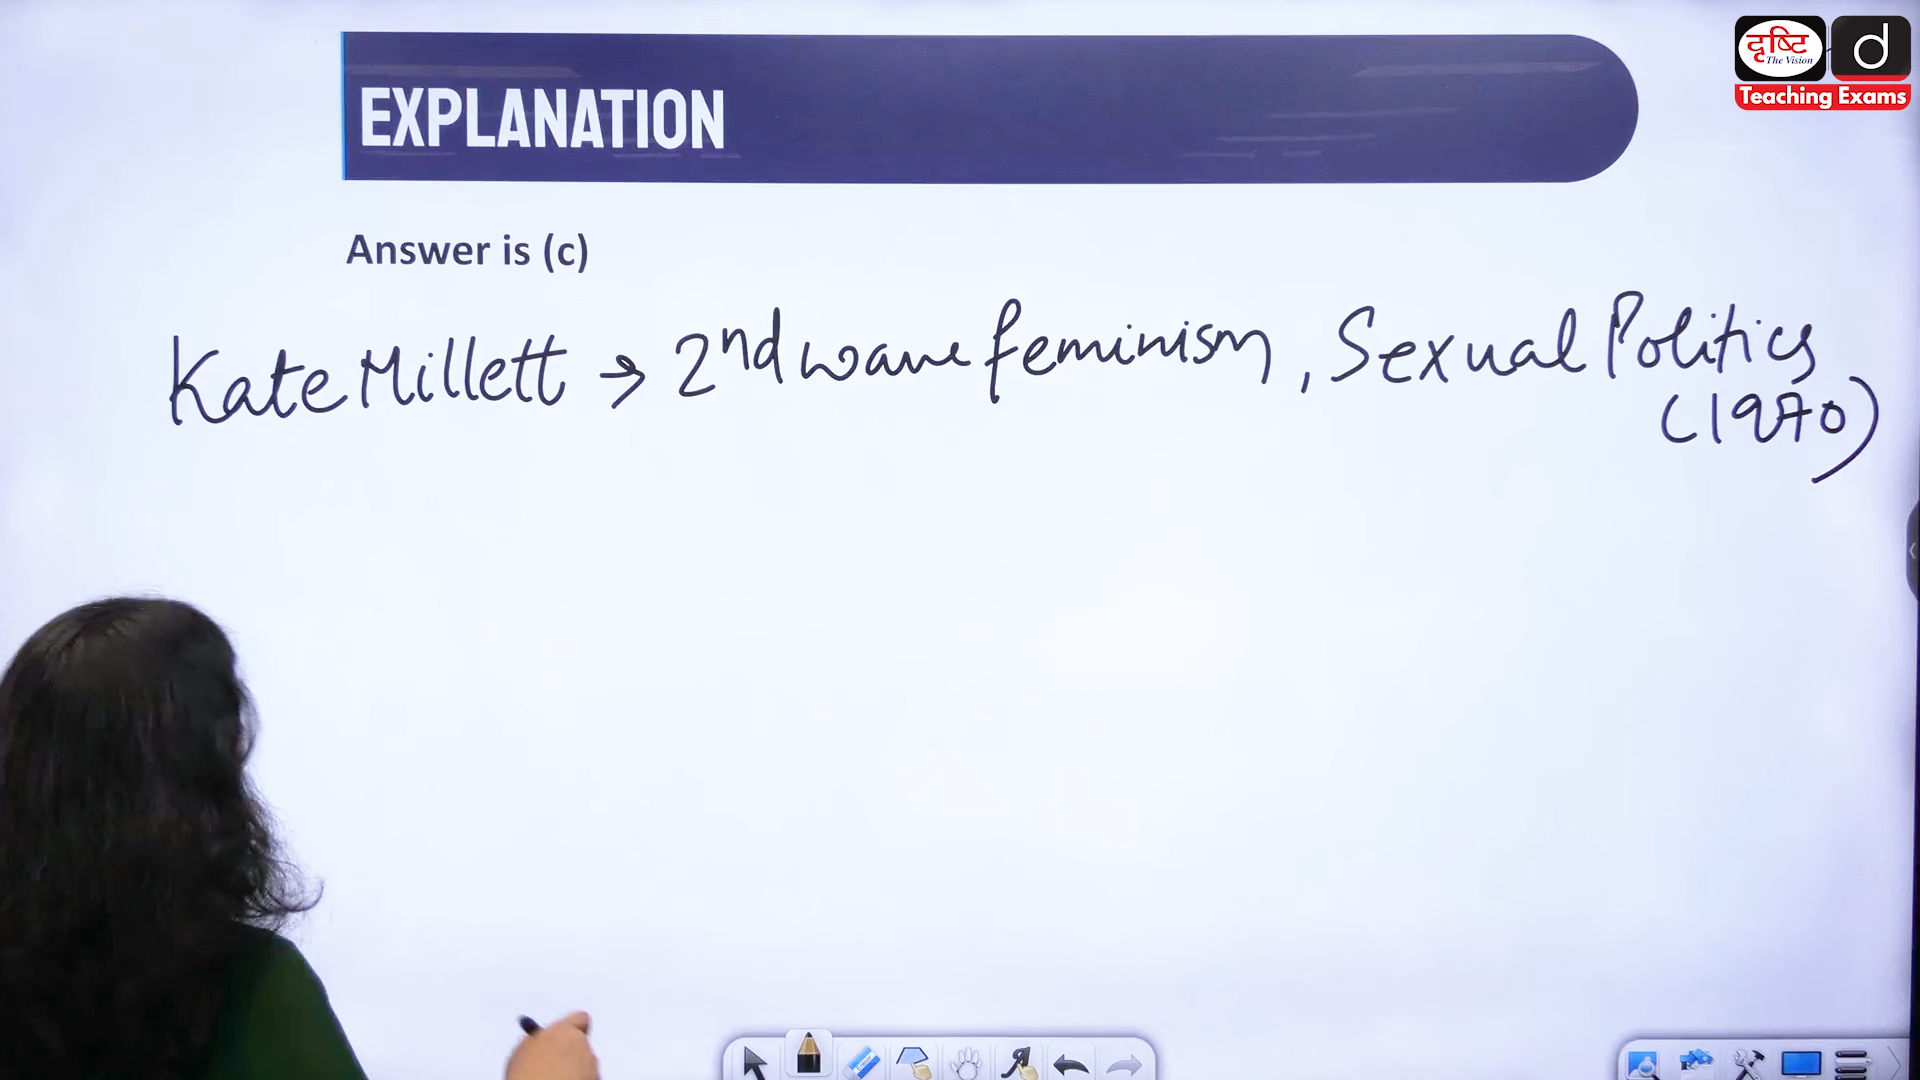 दृष्टि
The Vision
d
Teaching Exams
EXPLANATION
Answer is (c)
Kate Millett → 2nd wave feminism, Sexual Politics
(1970)